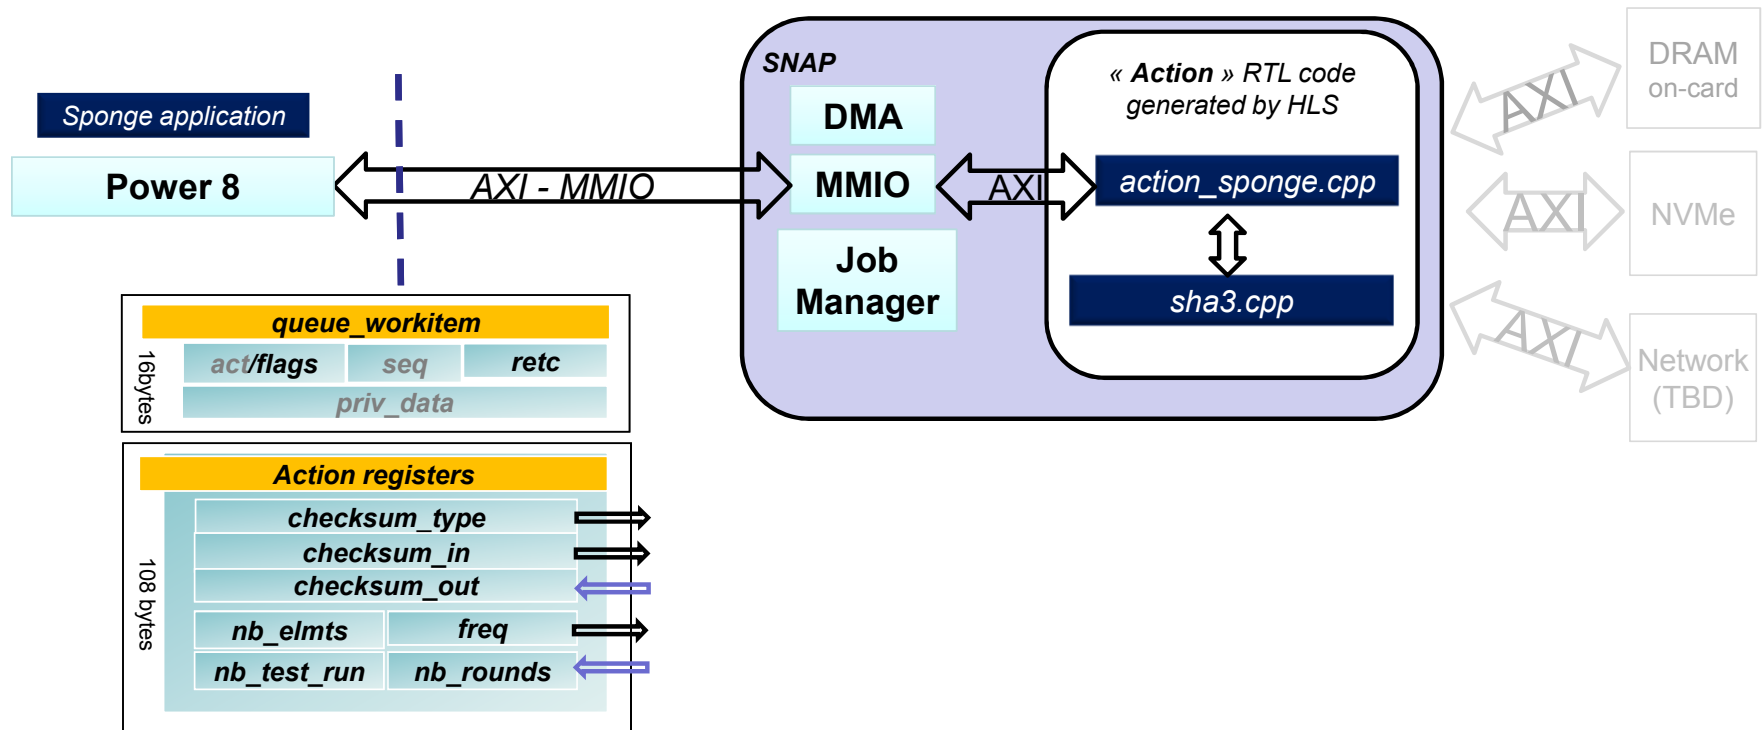 Sponge application
Power 8
AXI - MMIO
SNAP
DMA
MMIO
Job
Manager
AXI
« Action » RTL code
generated by HLS
action_sponge.cpp
sha3.cpp
AXI
DRAM
on-card
AXI
NVMe
AXI
Network
(TBD)
queue_workitem
16bytes
act/flags
seq
retc
priv_data
Action registers
108 bytes
checksum_type
checksum_in
checksum_out
nb_elmts
freq
nb_test_run
nb_rounds